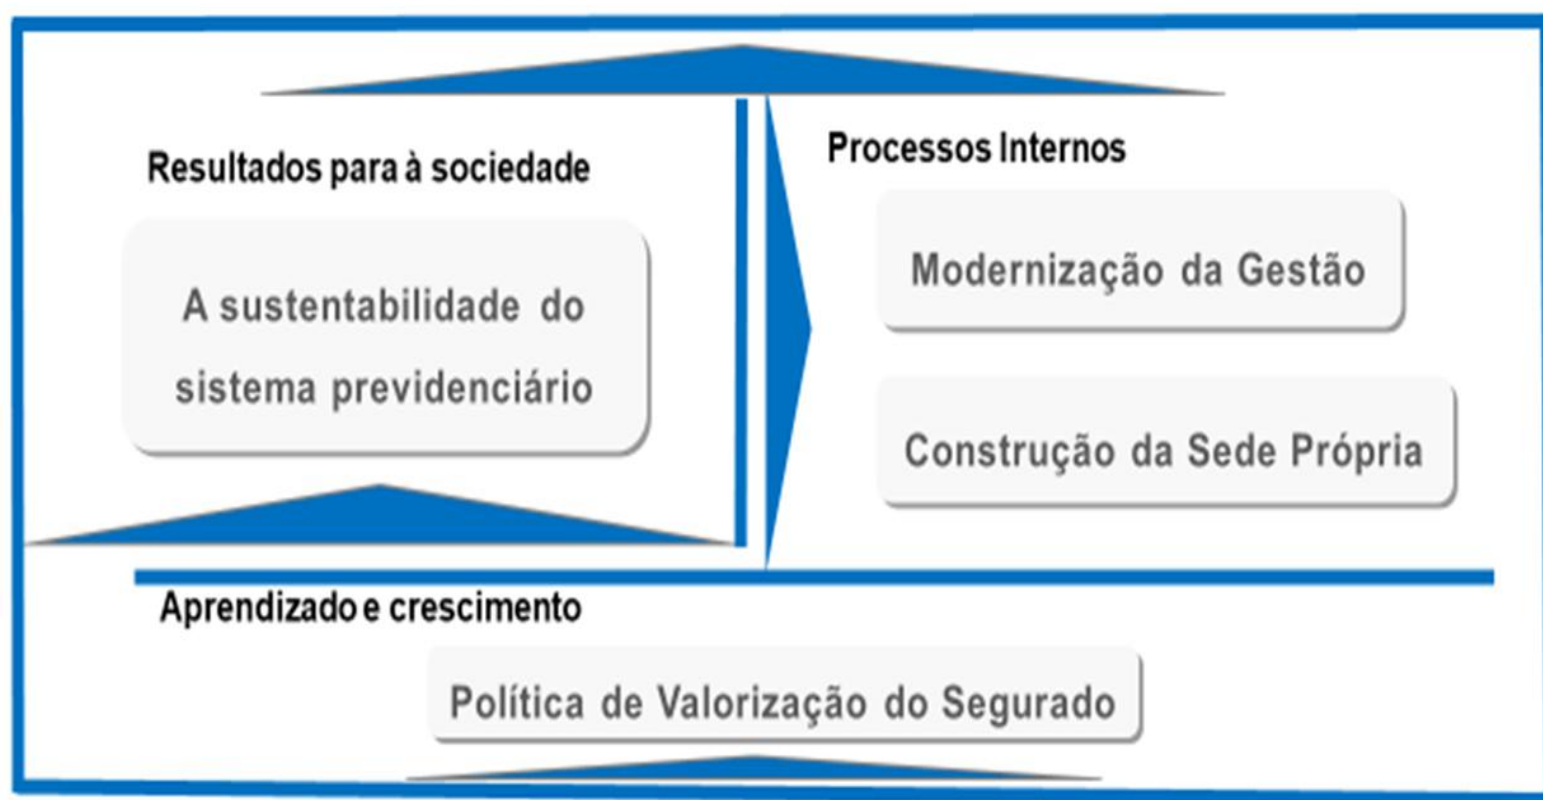 Resultados para à sociedade
A sustentabilidade do
sistema previdenciário
Processos Internos
Modernização da Gestão
Construção da Sede Própria
Aprendizado e crescimento
Política de Valorização do Segurado